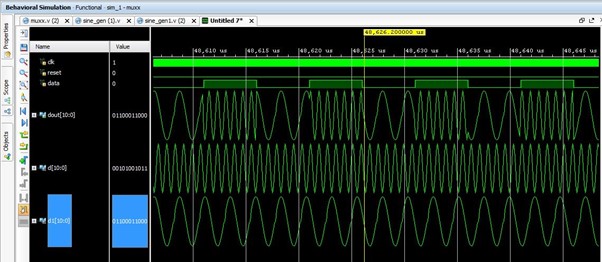 Behavioral Simulation - Functional - sim_1 - muxx
muxx.v (2) sine_gen (1).v sine_gen1.v (2) Untitled 7*
Properties
Scope
Objects
48,626.200000 us
Name Value
48,610 us 48,615 us 48,620 us 48,625 us 48,630 us 48,635 us 48,640 us 48,645 us
clk 1
reset 0
data 0
dout[10:0] 01100011000
d[10:0] 00101001011
d1[10:0] 01100011000